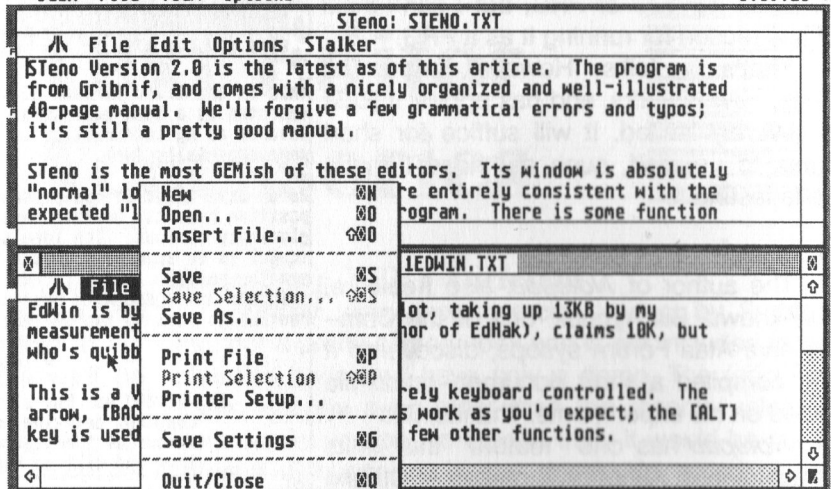 STeno: STENO.TXT
File Edit Options STalker
STeno Version 2.0 is the latest as of this article. The program is
from Gribnif, and comes with a nicely organized and well-illustrated
40-page manual. We'll forgive a few grammatical errors and typos;
it's still a pretty good manual.
STeno is the most GEMish of these editors. Its window is absolutely
"normal" lo
re entirely consistent with the
expected "l
rogram. There is some function
New ⊠N
Open... ⊠O
Insert File... ⇧⊠O
Save ⊠S
Save Selection... ⇧⊠S
Save As...
Print File ⊠P
Print Selection ⇧⊠P
Printer Setup...
Save Settings ⊠G
Quit/Close ⊠Q
1EDWIN.TXT
File
EdWin is by
nt, taking up 13KB by my
measurement
hor of EdHak), claims 10K, but
who's quibb
This is a V
rely keyboard controlled. The
arrow, [BAC
s work as you'd expect; the [ALT]
key is used
few other functions.